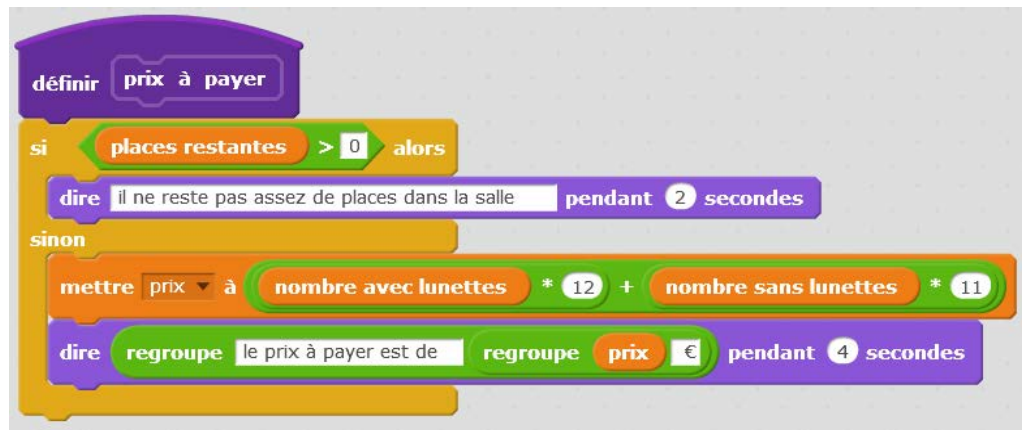 définir prix à payer
si places restantes > 0 alors
dire il ne reste pas assez de places dans la salle pendant 2 secondes
sinon
mettre prix à nombre avec lunettes * 12 + nombre sans lunettes * 11
dire regroupe le prix à payer est de regroupe prix € pendant 4 secondes